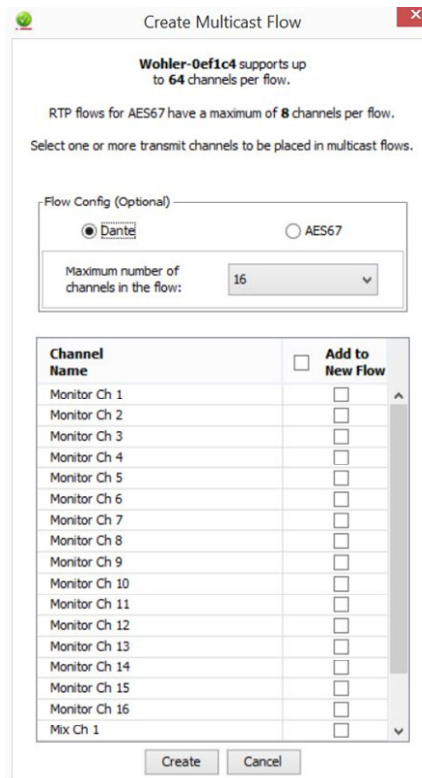 Create Multicast Flow
Wohler-0ef1c4 supports up
to 64 channels per flow.
RTP flows for AES67 have a maximum of 8 channels per flow.
Select one or more transmit channels to be placed in multicast flows.
Flow Config (Optional)
Dante AES67
Maximum number of
channels in the flow:
16
Channel
Name
Add to
New Flow
Monitor Ch 1
Monitor Ch 2
Monitor Ch 3
Monitor Ch 4
Monitor Ch 5
Monitor Ch 6
Monitor Ch 7
Monitor Ch 8
Monitor Ch 9
Monitor Ch 10
Monitor Ch 11
Monitor Ch 12
Monitor Ch 13
Monitor Ch 14
Monitor Ch 15
Monitor Ch 16
Mix Ch 1
Create Cancel